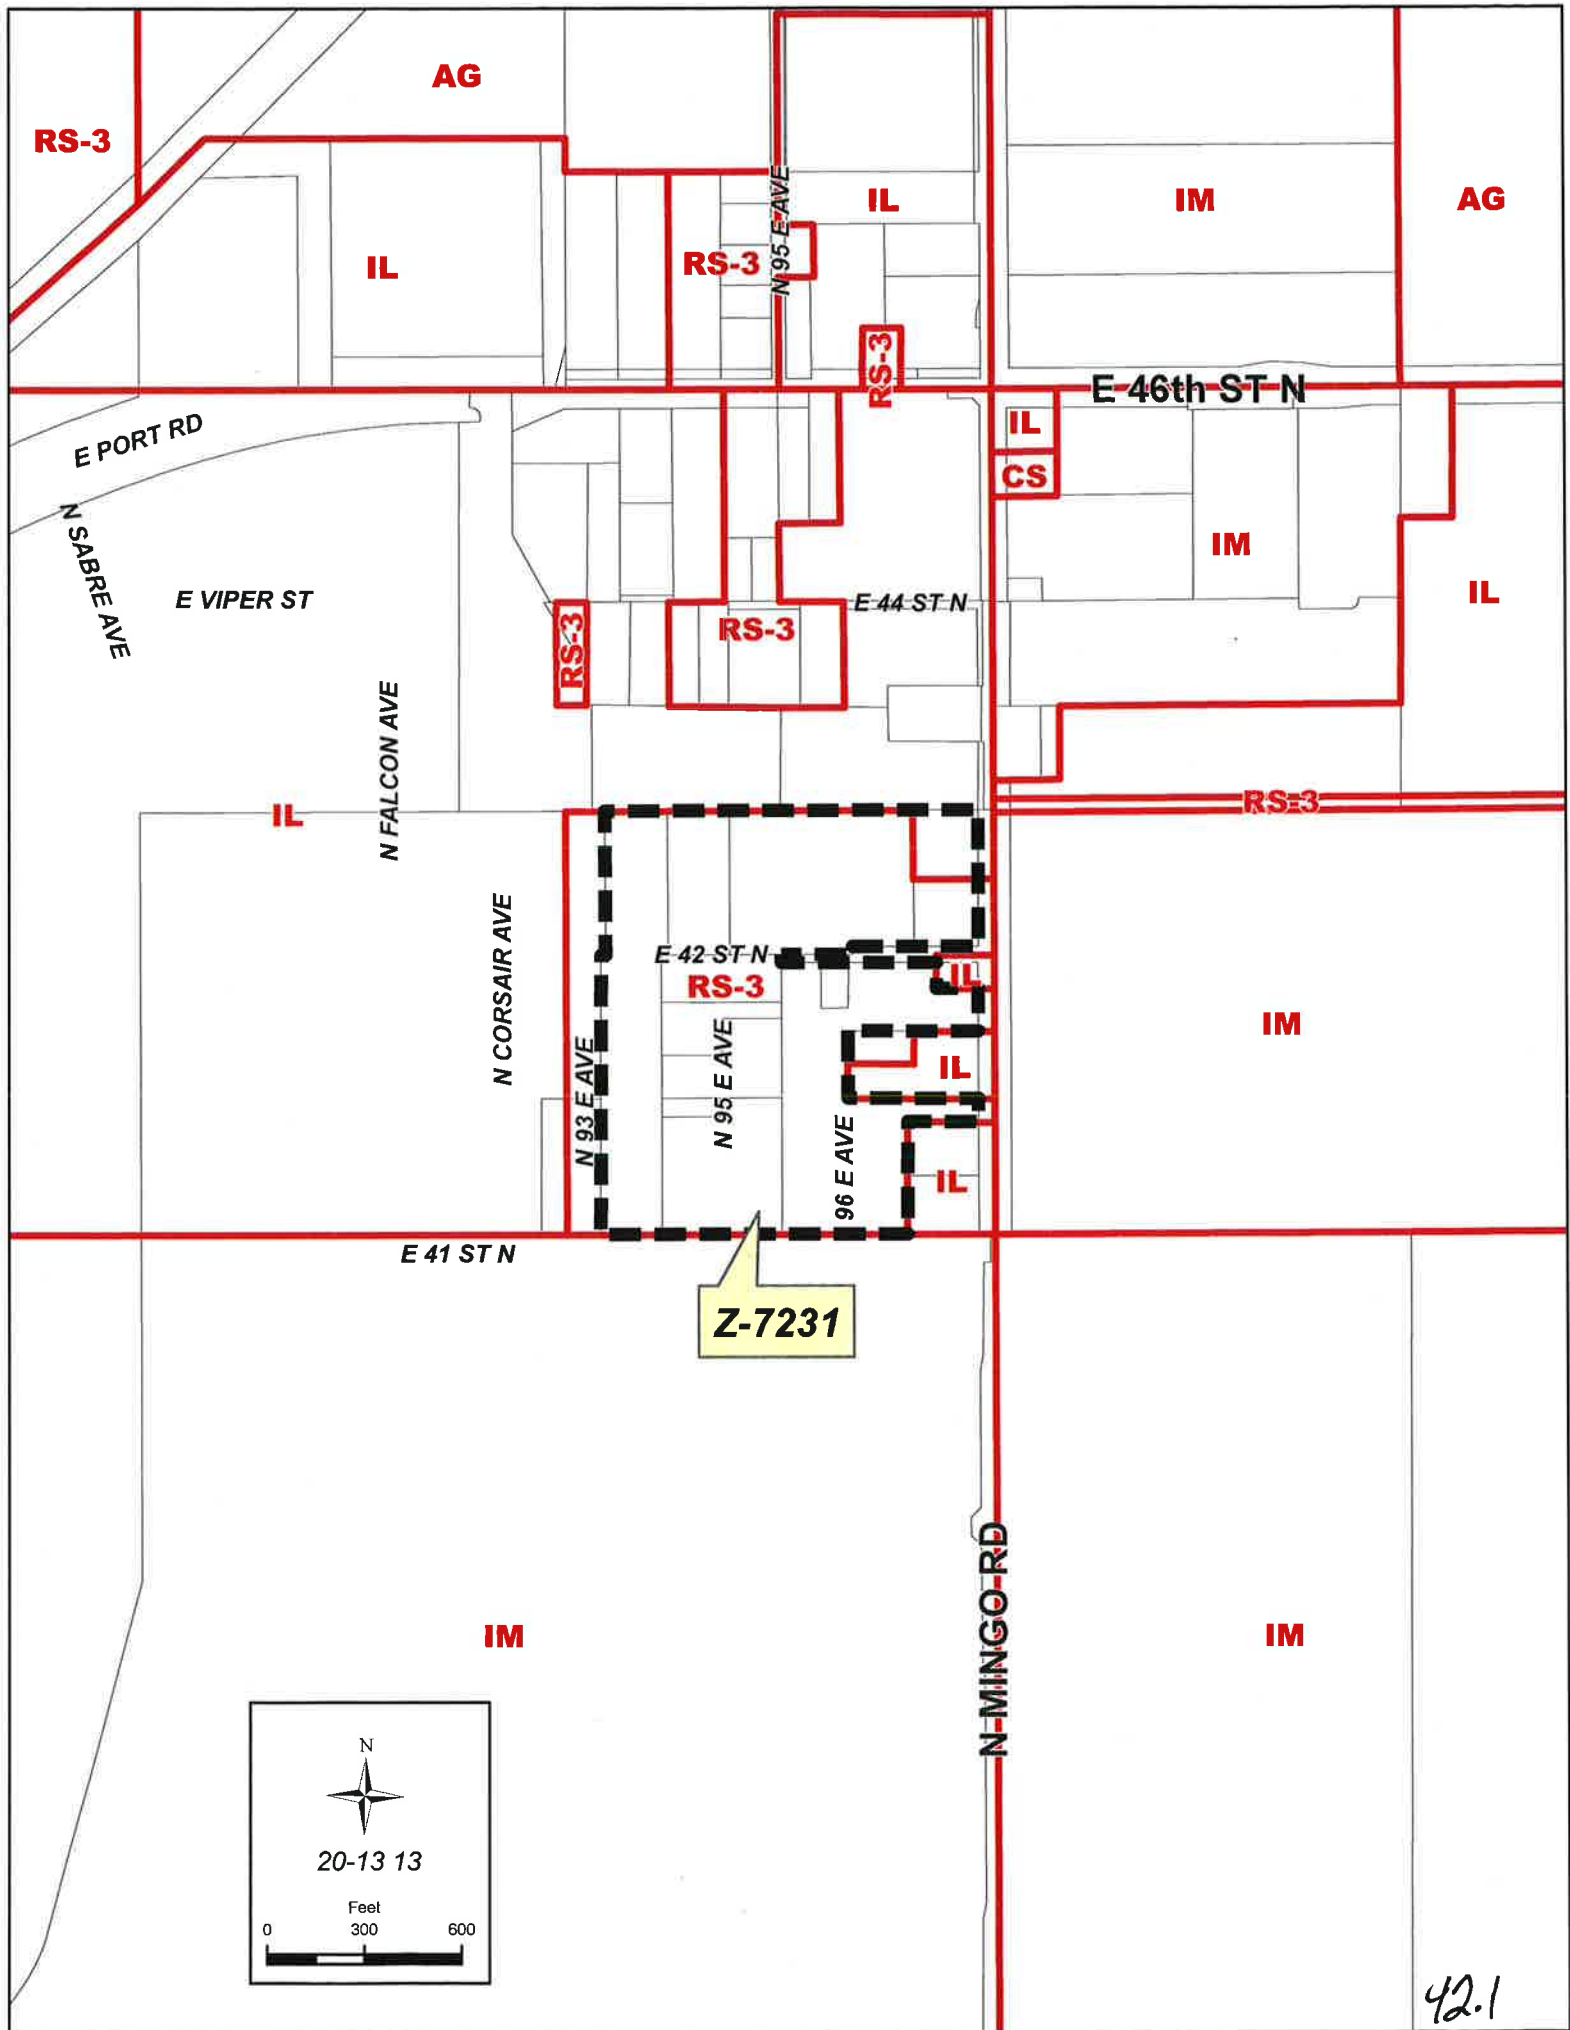 AG
RS-3
IL
IM
AG
N 95 E AVE
IL
RS-3
RS-3
E 46th ST N
E PORT RD
IL
CS
N SABRE AVE
IM
E VIPER ST
E 44 ST N
IL
RS-3
RS-3
N FALCON AVE
RS-3
IL
N CORSAIR AVE
E 42 ST N
IL
RS-3
IM
N 93 E AVE
N 95 E AVE
IL
96 E AVE
IL
E 41 ST N
Z-7231
N MINGO RD
IM
IM
N
20-13 13
Feet
0 300 600
42.1